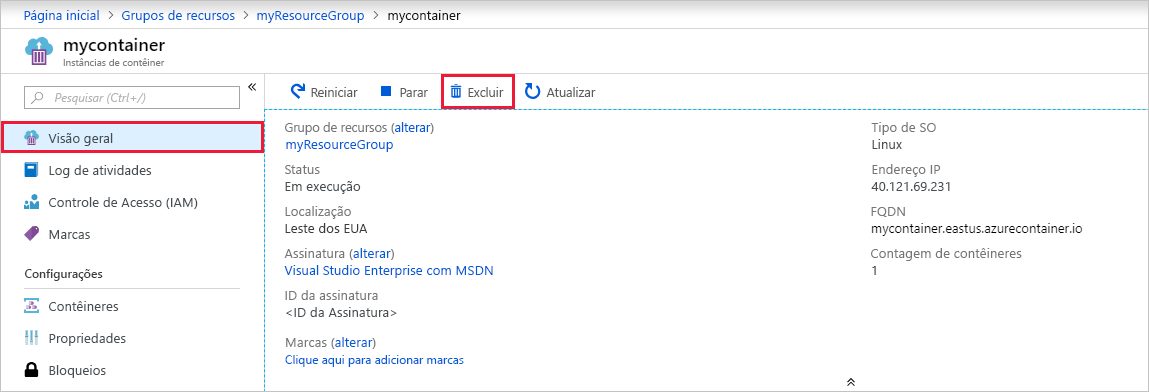 Página inicial > Grupos de recursos > myResourceGroup > mycontainer
mycontainer
Instâncias de contêiner
Pesquisar (Ctrl+/)
Visão geral
Log de atividades
Controle de Acesso (IAM)
Marcas
Configurações
Contêineres
Propriedades
Bloqueios
Reiniciar
Parar
Excluir
Atualizar
Grupo de recursos (alterar)
myResourceGroup
Status
Em execução
Localização
Leste dos EUA
Assinatura (alterar)
Visual Studio Enterprise com MSDN
ID da assinatura
<ID da Assinatura>
Marcas (alterar)
Clique aqui para adicionar marcas
Tipo de SO
Linux
Endereço IP
40.121.69.231
FQDN
mycontainer.eastus.azurecontainer.io
Contagem de contêineres
1